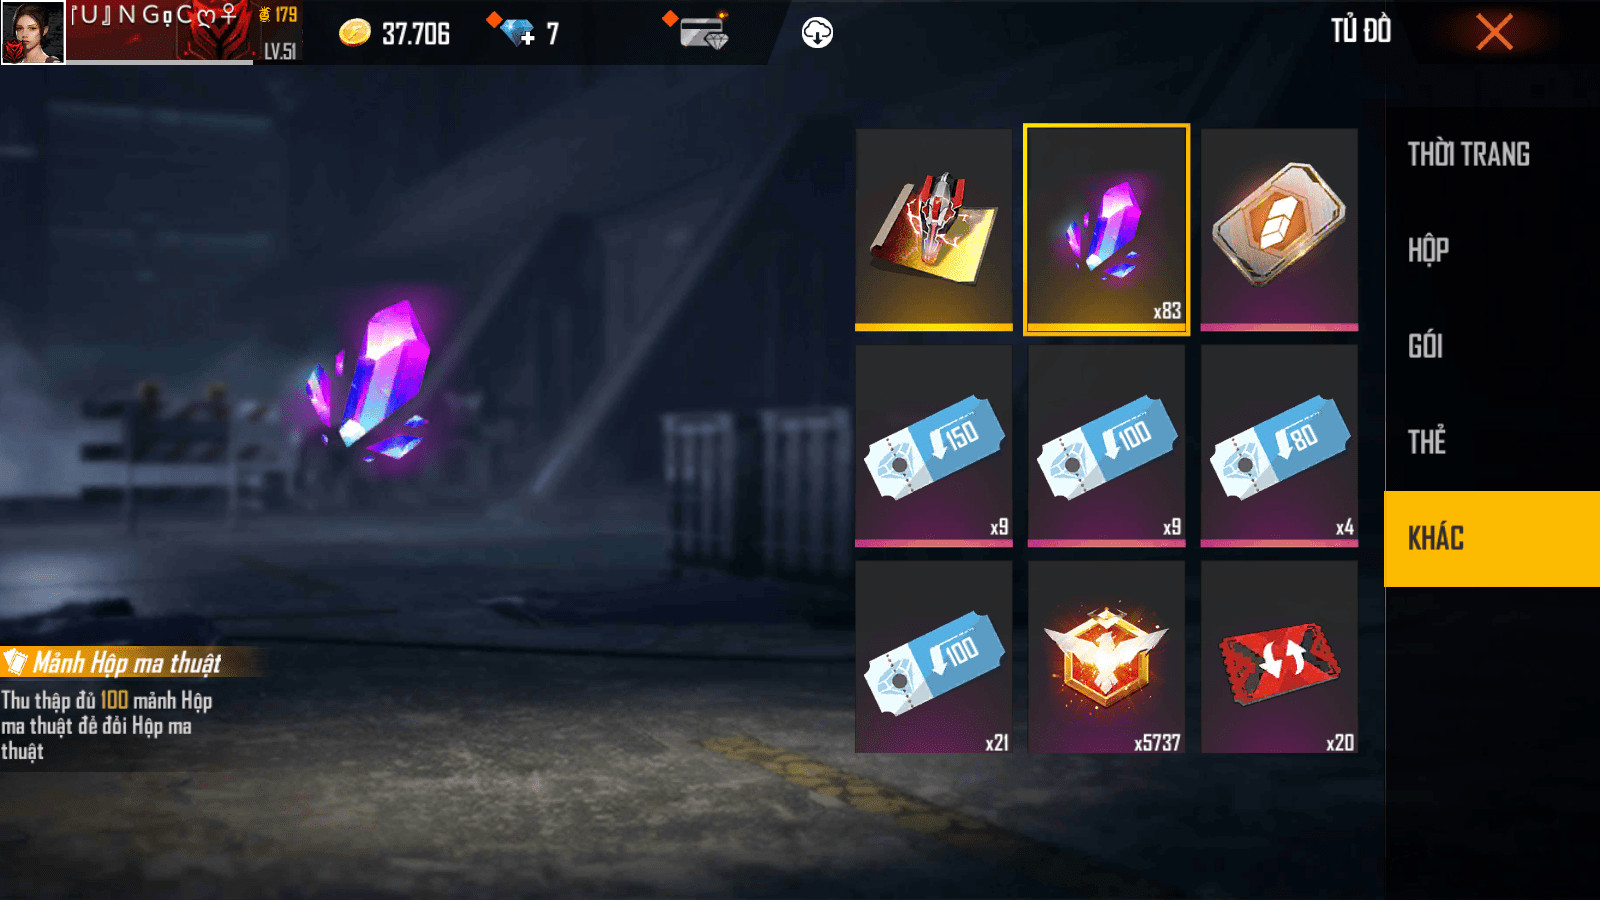 『U』N G ọ C ღ♀
179
LV.51
37.706
7
TỦ ĐỒ
THỜI TRANG
HỘP
GÓI
THẺ
KHÁC
x83
150
x9
100
x9
80
x4
100
x21
x5737
x20
Mảnh Hộp ma thuật
Thu thập đủ 100 mảnh Hộp
ma thuật để đổi Hộp ma
thuật